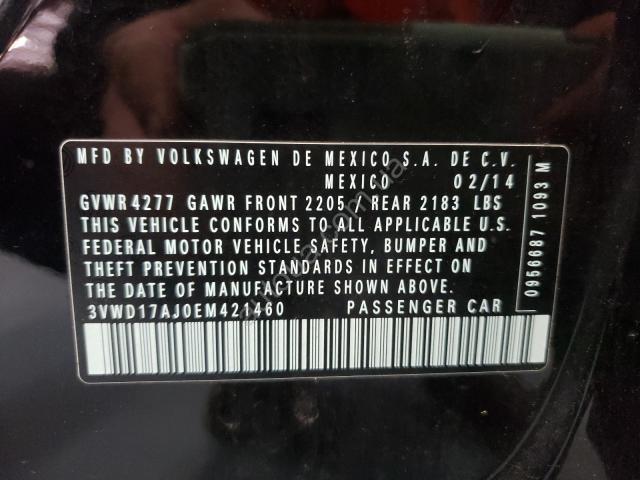 MFD BY VOLKSWAGEN DE MEXICO S.A. DE C.V.
MEXICO 02/14
GVWR4277 GAWR FRONT 2205 / REAR 2183 LBS
THIS VEHICLE CONFORMS TO ALL APPLICABLE U.S.
FEDERAL MOTOR VEHICLE SAFETY, BUMPER AND
THEFT PREVENTION STANDARDS IN EFFECT ON
THE DATE OF MANUFACTURE SHOWN ABOVE.
3VWD17AJ0EM421460 PASSENGER CAR
0956687 1093 M